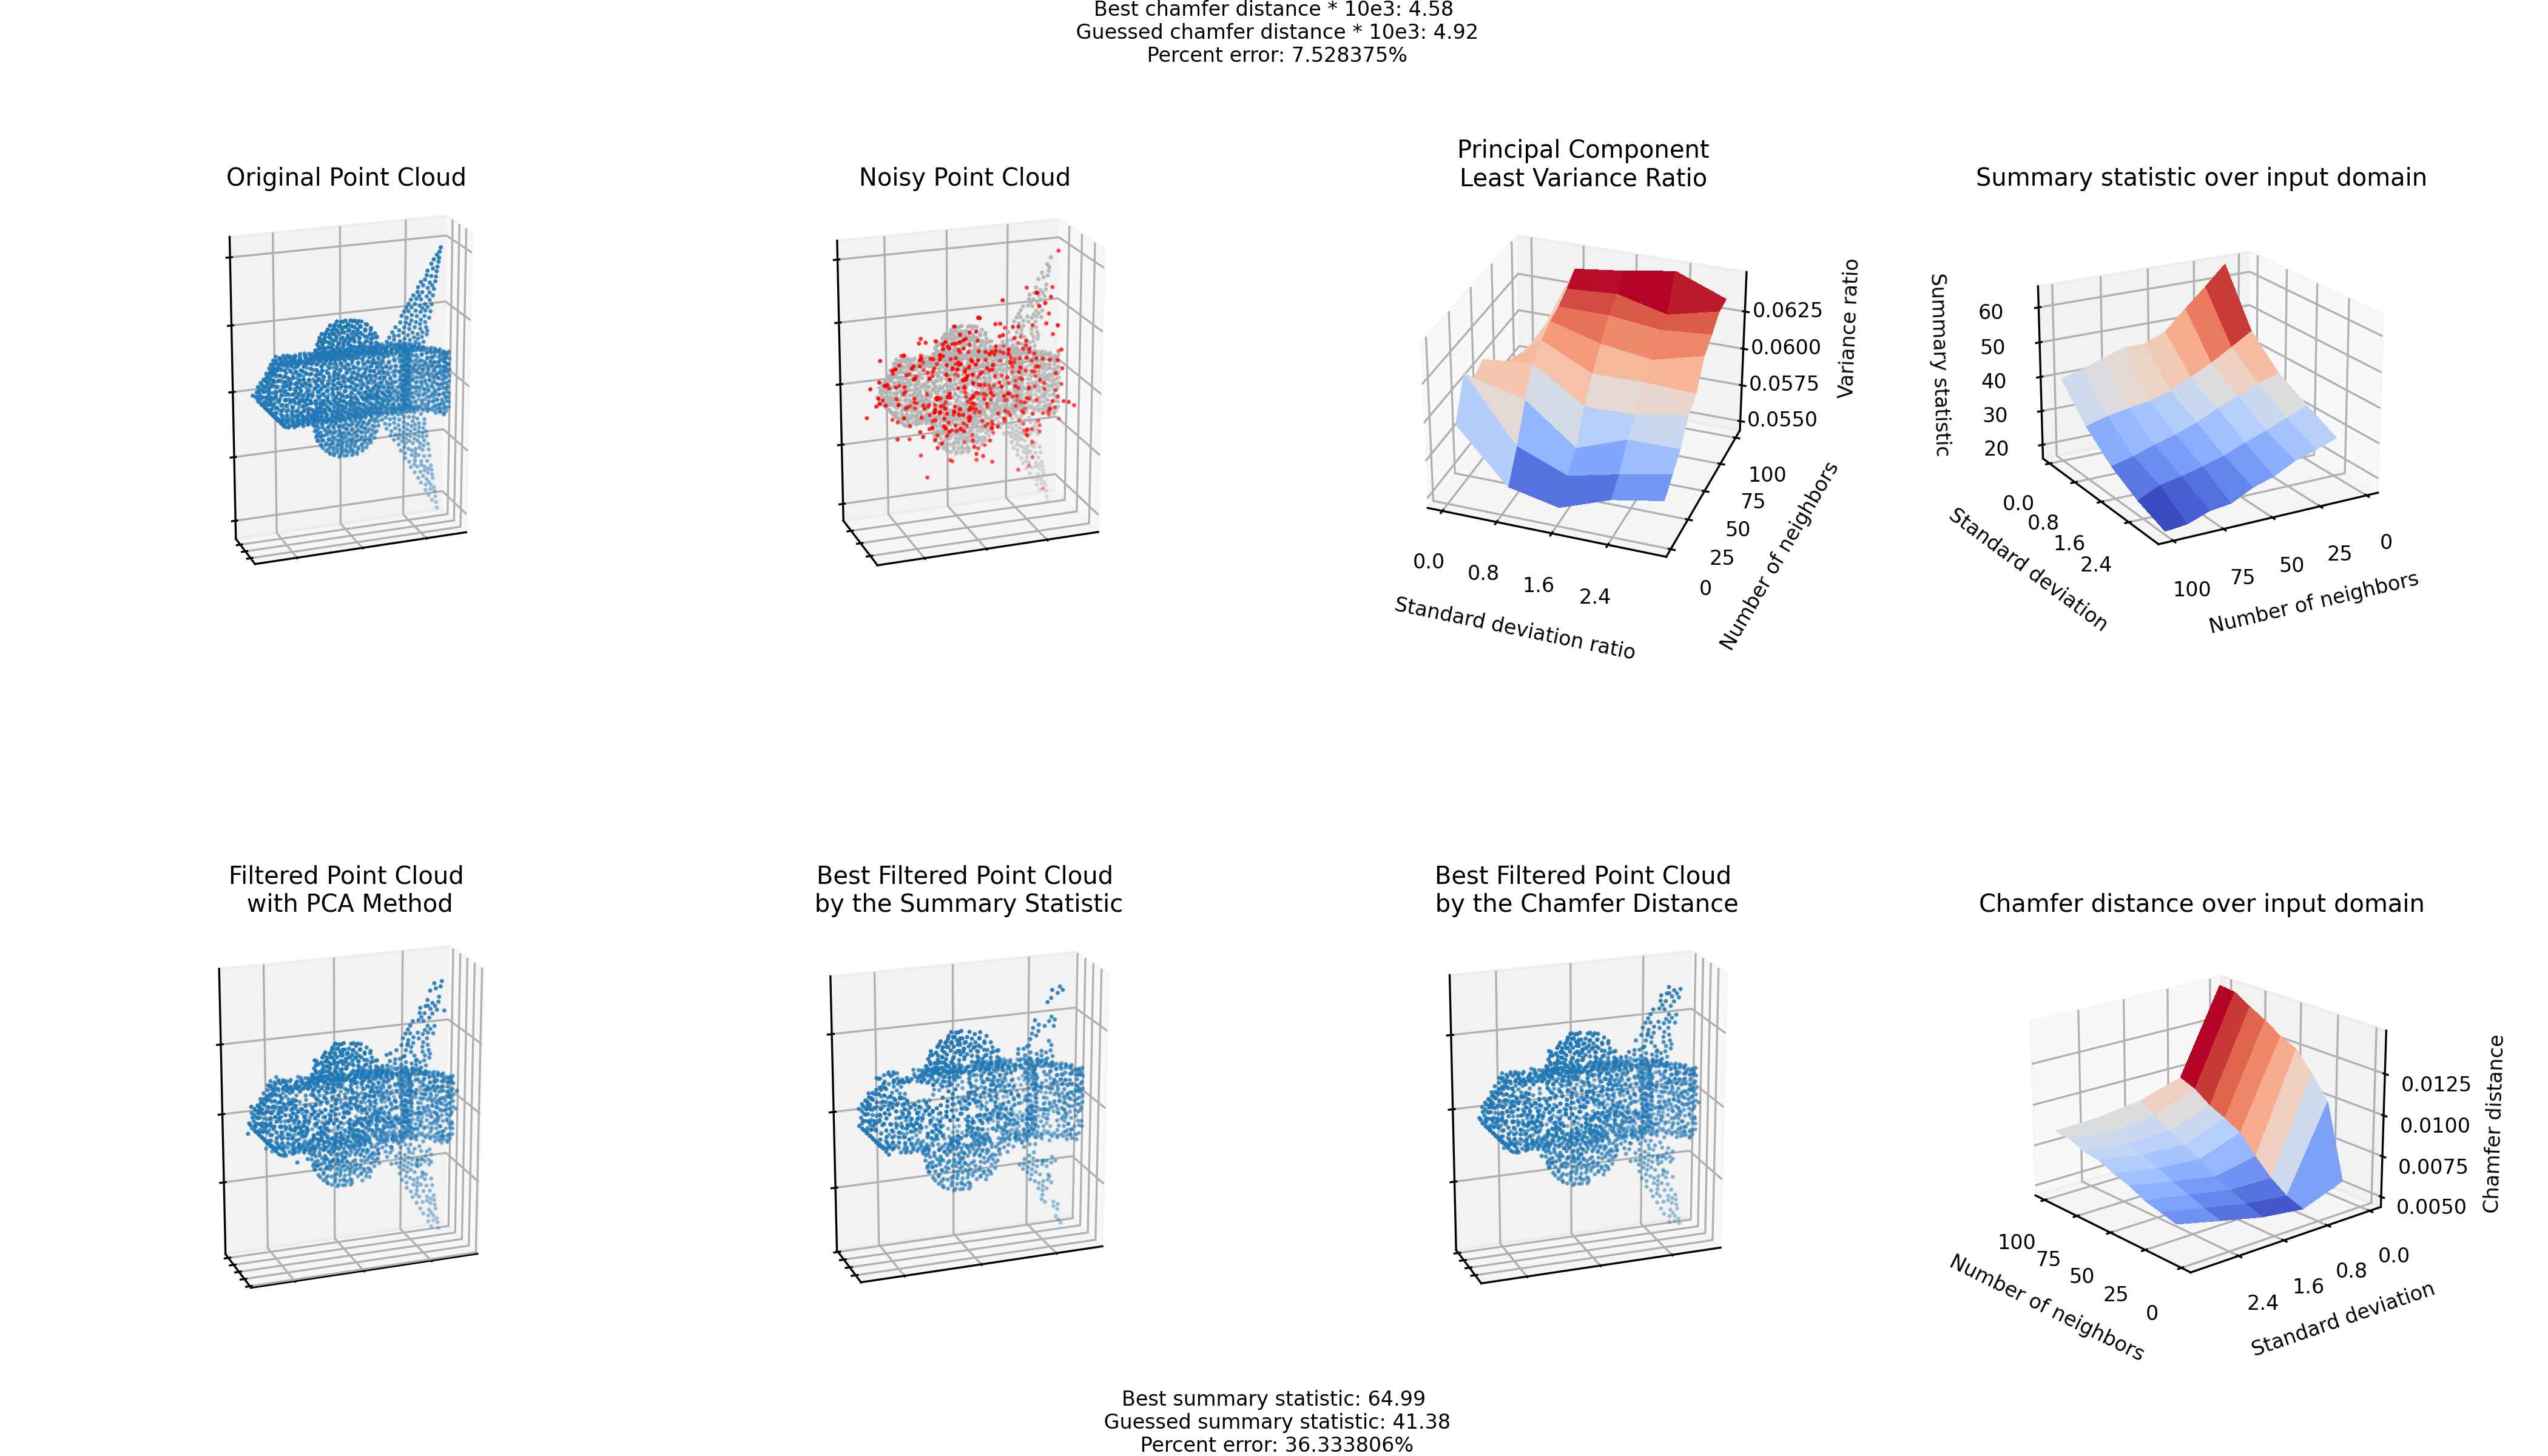 Best chamfer distance * 10e3: 4.58
Guessed chamfer distance * 10e3: 4.92
Percent error: 7.528375%
Original Point Cloud
Noisy Point Cloud
Principal Component
Least Variance Ratio
0.0625
0.0600
0.0575
0.0550
Variance ratio
100
75
50
25
0
Number of neighbors
0.0
0.8
1.6
2.4
Standard deviation ratio
Summary statistic over input domain
60
50
40
30
20
Summary statistic
0.0
0.8
1.6
2.4
Standard deviation
100
75
50
25
0
Number of neighbors
Filtered Point Cloud
with PCA Method
Best Filtered Point Cloud
by the Summary Statistic
Best Filtered Point Cloud
by the Chamfer Distance
Chamfer distance over input domain
0.0125
0.0100
0.0075
0.0050
Chamfer distance
100
75
50
25
0
Number of neighbors
2.4
1.6
0.8
0.0
Standard deviation
Best summary statistic: 64.99
Guessed summary statistic: 41.38
Percent error: 36.333806%